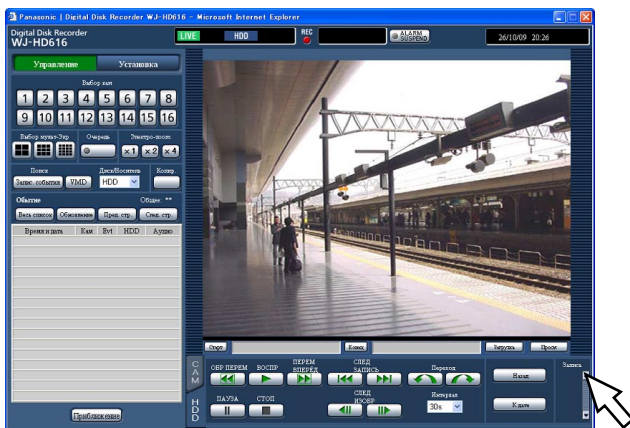 Panasonic | Digital Disk Recorder WJ-HD616 - Microsoft Internet Explorer
Digital Disk Recorder
WJ-HD616
LIVE HDD REC ALARM SUSPEND 26/10/09 20:26
Управление Установка
Выбор кам
1 2 3 4 5 6 7 8
9 10 11 12 13 14 15 16
Выбор мульт-Экр Очередь Электро-zoom
x1 x2 x4
Поиск Диск/Носитель Копир.
Запис. события VMD HDD
Обытие Общее: **
Весь список Обновление Пред. стр. След. стр.
Время и дата Кам Evt HDD Аудио
Приближение
Старт Конец Выгрузка Просм
CAM
HDD
ОБР ПЕРЕМ ВОСПР ПЕРЕМ ВПЕРЁД СЛЕД ЗАПИСЬ Переход
Назад
Запись
ПАУЗА СТОП СЛЕД ИЗОБР Интервал
30s
К дате